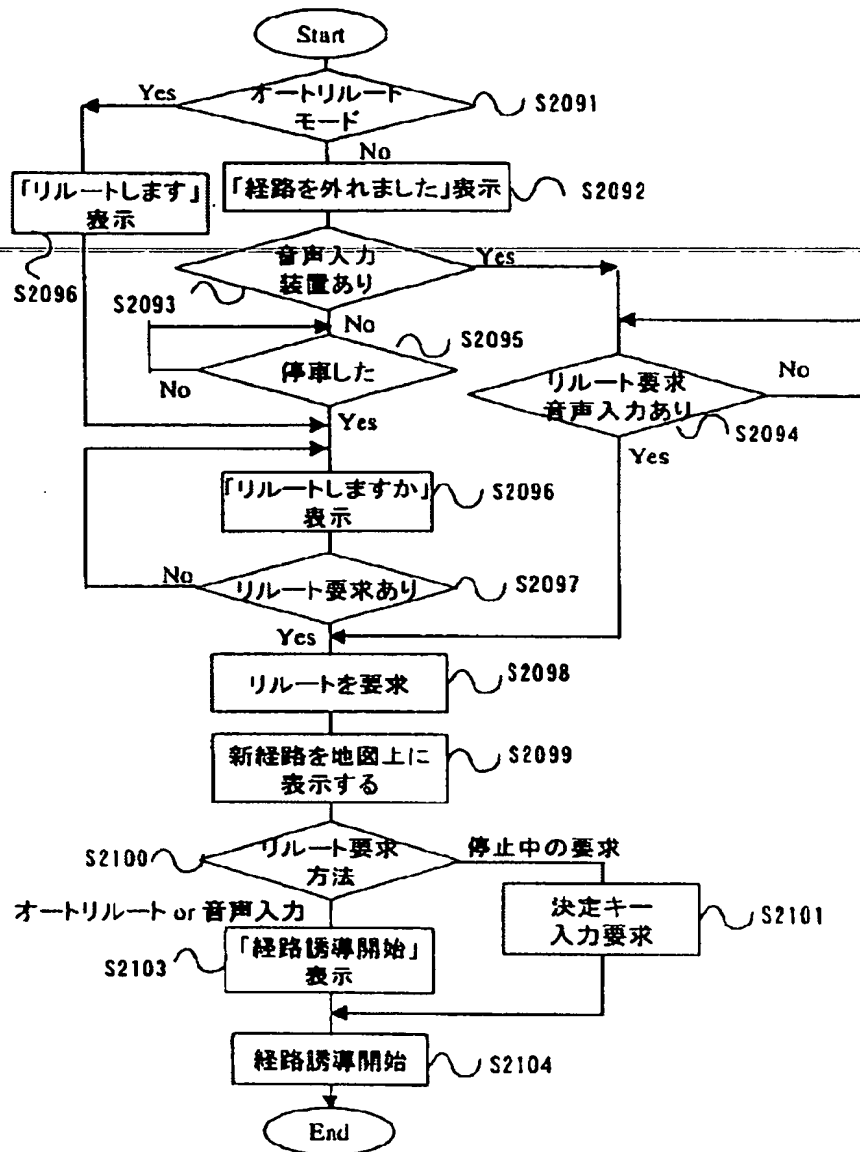 Start
Yes
オートリルート
モード
S2091
No
「リルートします」
表示
「経路を外れました」表示
S2092
S2096
音声入力
装置あり
Yes
S2093
No
S2095
停車した
No
リルート要求
音声入力あり
No
S2094
Yes
Yes
「リルートしますか」
表示
S2096
No
リルート要求あり
S2097
Yes
リルートを要求
S2098
新経路を地図上に
表示する
S2099
S2100
リルート要求
方法
停止中の要求
オートリルート or 音声入力
決定キー
入力要求
S2101
「経路誘導開始」
表示
S2103
経路誘導開始
S2104
End